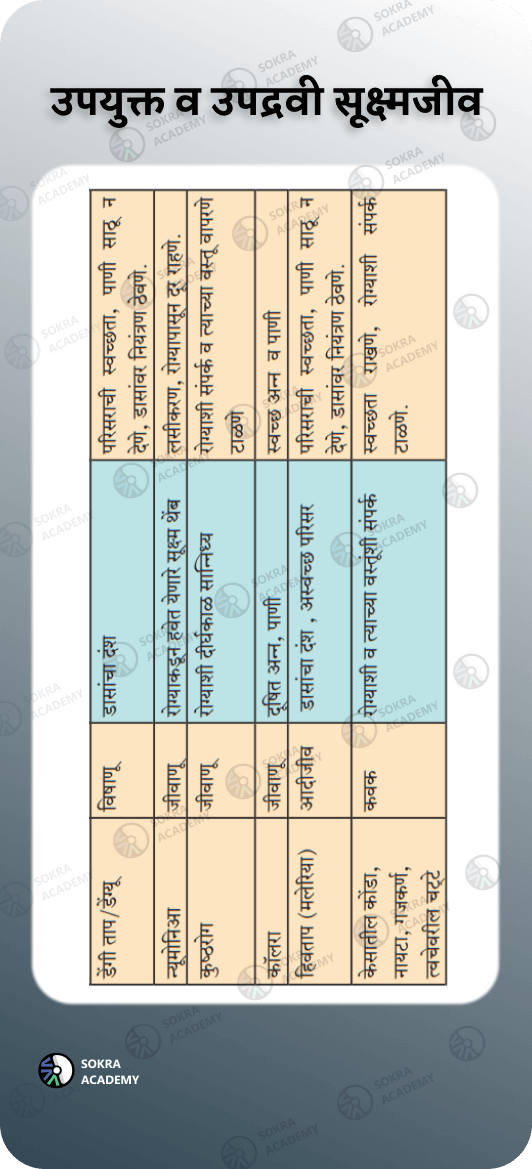 उपयुक्त व उपद्रवी सूक्ष्मजीव
डेंगी ताप/डेंग्यू
विषाणू
डासांचा दंश
परिसराची स्वच्छता, पाणी साठू न
देणे, डासांवर नियंत्रण ठेवणे.
न्यूमोनिआ
जीवाणू
रोग्याकडून हवेत येणारे सूक्ष्म थेंब
लसीकरण, रोग्यापासून दूर राहणे.
कुष्ठरोग
जीवाणू
रोग्याशी दीर्घकाळ सान्निध्य
रोग्याशी संपर्क व त्याच्या वस्तू वापरणे
टाळणे
कॉलरा
जीवाणू
दूषित अन्न, पाणी
स्वच्छ अन्न व पाणी
हिवताप (मलेरिया)
आदीजीव
डासांचा दंश , अस्वच्छ परिसर
परिसराची स्वच्छता, पाणी साठू न
देणे, डासांवर नियंत्रण ठेवणे.
केसातील कोंडा,
नायटा, गजकर्ण,
त्वचेवरील चट्टे
कवक
रोग्याशी व त्याच्या वस्तूंशी संपर्क
स्वच्छता राखणे, रोग्याशी संपर्क
टाळणे.
SOKRA
ACADEMY